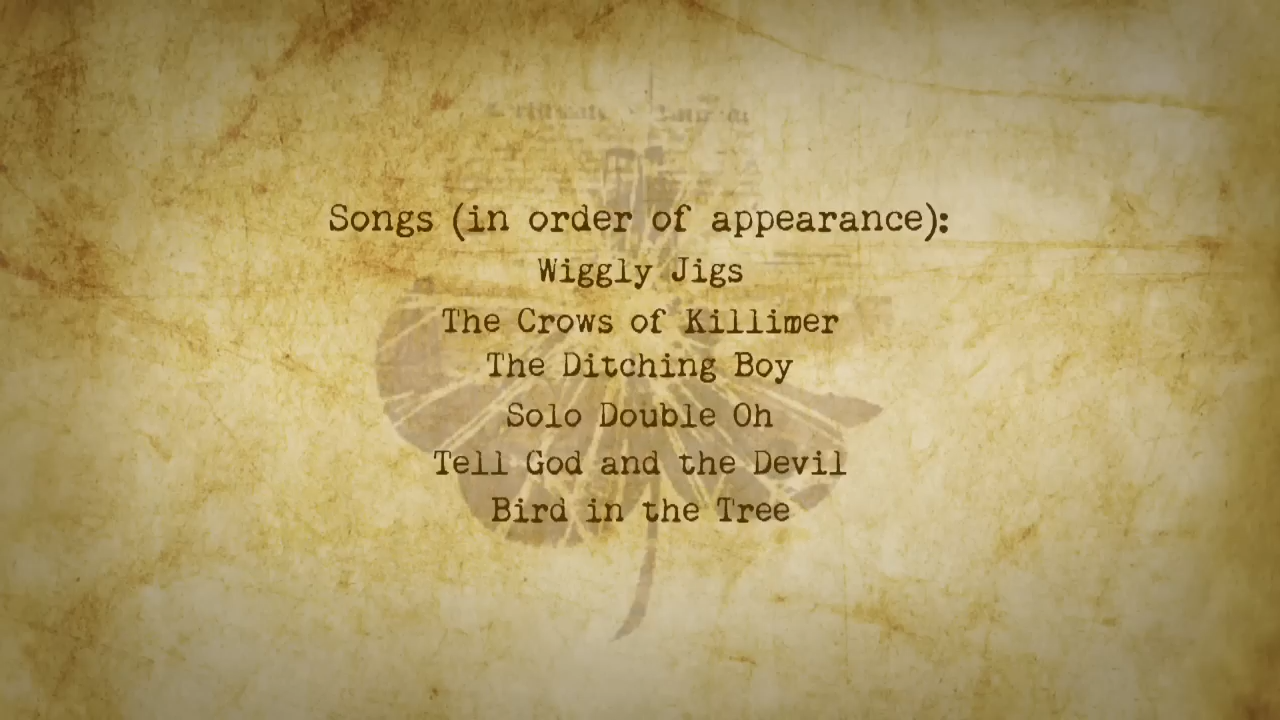 Songs (in order of appearance):
Wiggly Jigs
The Crows of Killimer
The Ditching Boy
Solo Double Oh
Tell God and the Devil
Bird in the Tree